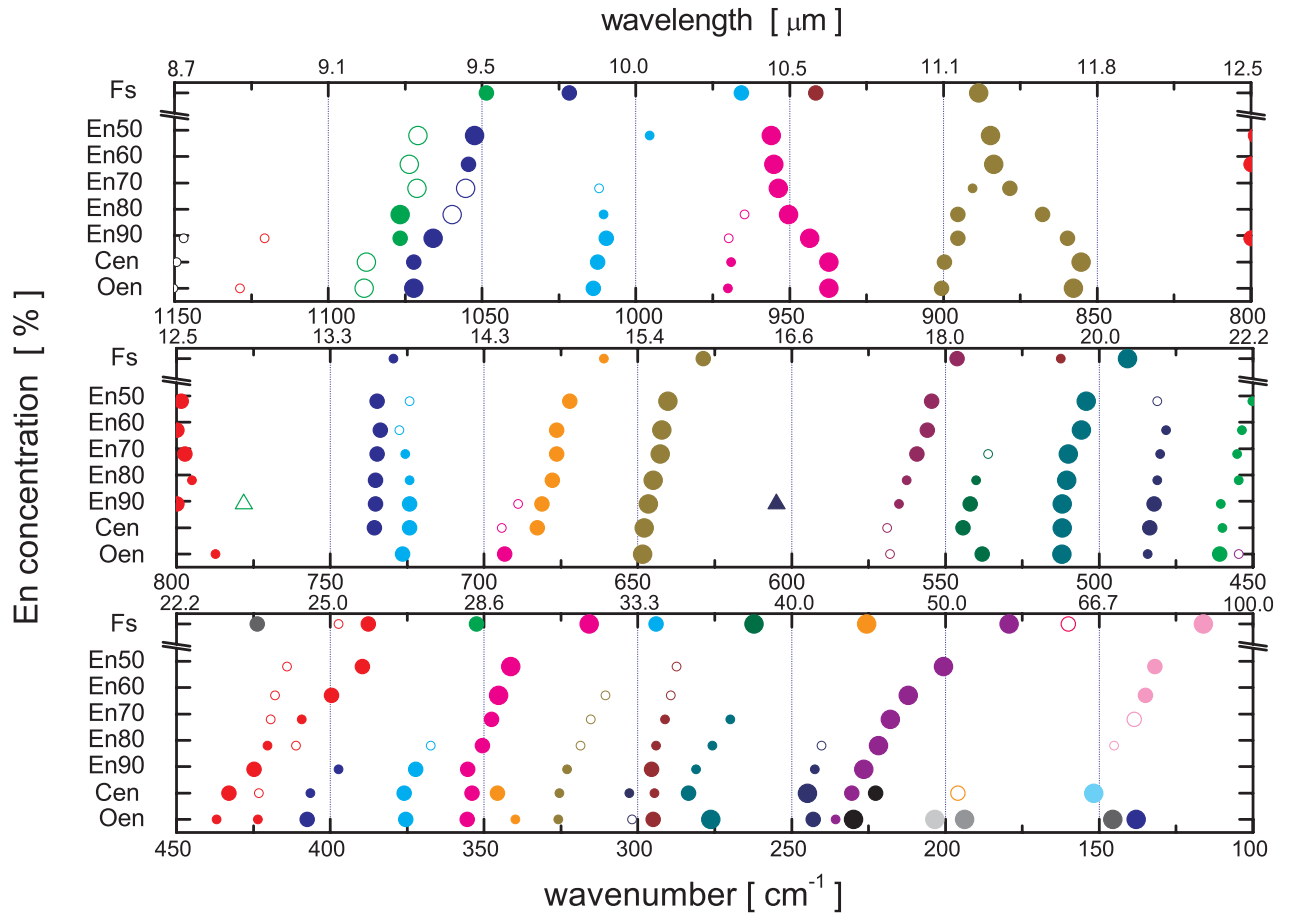 wavelength [ μm ]
8.7 9.1 9.5 10.0 10.5 11.1 11.8 12.5
Fs
En50
En60
En70
En80
En90
Cen
Oen
1150 1100 1050 1000 950 900 850 800
12.5 13.3 14.3 15.4 16.6 18.0 20.0 22.2
Fs
En50
En60
En70
En80
En90
Cen
Oen
800 750 700 650 600 550 500 450
22.2 25.0 28.6 33.3 40.0 50.0 66.7 100.0
Fs
En50
En60
En70
En80
En90
Cen
Oen
450 400 350 300 250 200 150 100
wavenumber [ cm⁻¹ ]
En concentration [ % ]